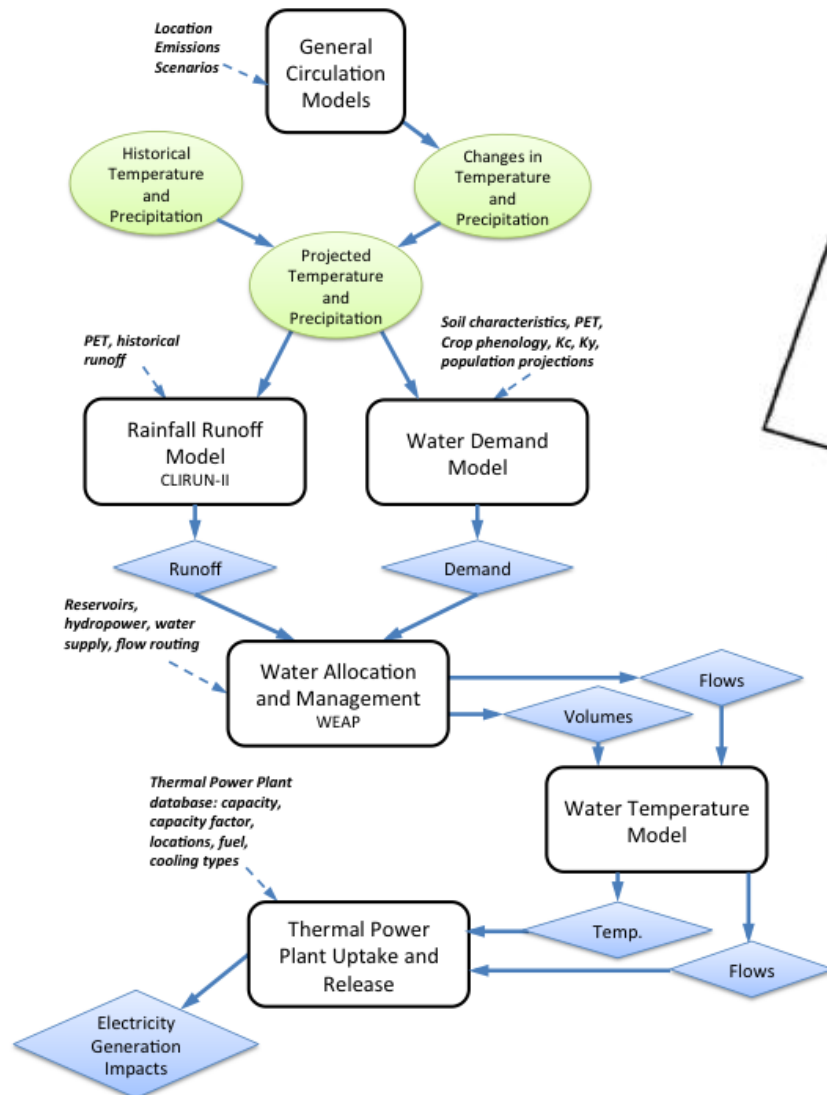 Location
Emissions
Scenarios
General
Circulation
Models
Historical
Temperature
and
Precipitation
Changes in
Temperature
and
Precipitation
Projected
Temperature
and
Precipitation
PET, historical
runoff
Soil characteristics, PET,
Crop phenology, Kc, Ky,
population projections
Rainfall Runoff
Model
CLIRUN-II
Water Demand
Model
Runoff
Demand
Reservoirs,
hydropower, water
supply, flow routing
Water Allocation
and Management
WEAP
Flows
Volumes
Thermal Power Plant
database: capacity,
capacity factor,
locations, fuel,
cooling types
Water Temperature
Model
Thermal Power
Plant Uptake and
Release
Temp.
Flows
Electricity
Generation
Impacts